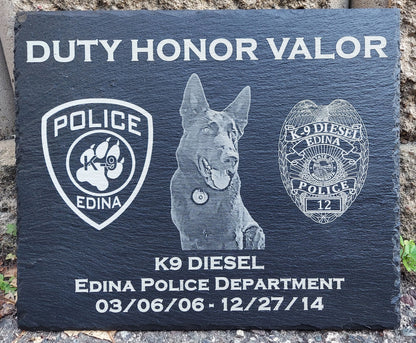 DUTY HONOR VALOR
POLICE
K-9
EDINA
K-9 DIESEL
EDINA
POLICE
12
K9 DIESEL
EDINA POLICE DEPARTMENT
03/06/06 - 12/27/14